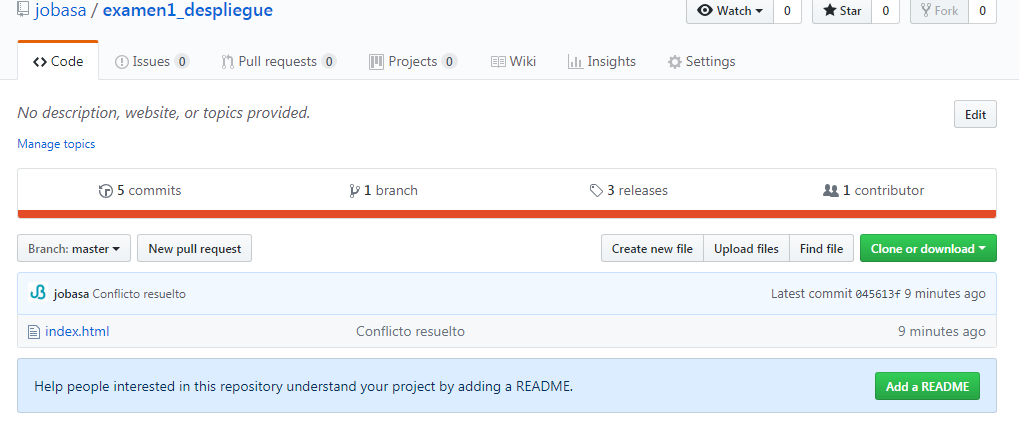 jobasa / examen1_despliegue Watch 0 Star 0 Fork 0
Code Issues 0 Pull requests 0 Projects 0 Wiki Insights Settings
No description, website, or topics provided. Edit
Manage topics
5 commits 1 branch 3 releases 1 contributor
Branch: master New pull request Create new file Upload files Find file Clone or download
jobasa Conflicto resuelto Latest commit 045613f 9 minutes ago
index.html Conflicto resuelto 9 minutes ago
Help people interested in this repository understand your project by adding a README. Add a README